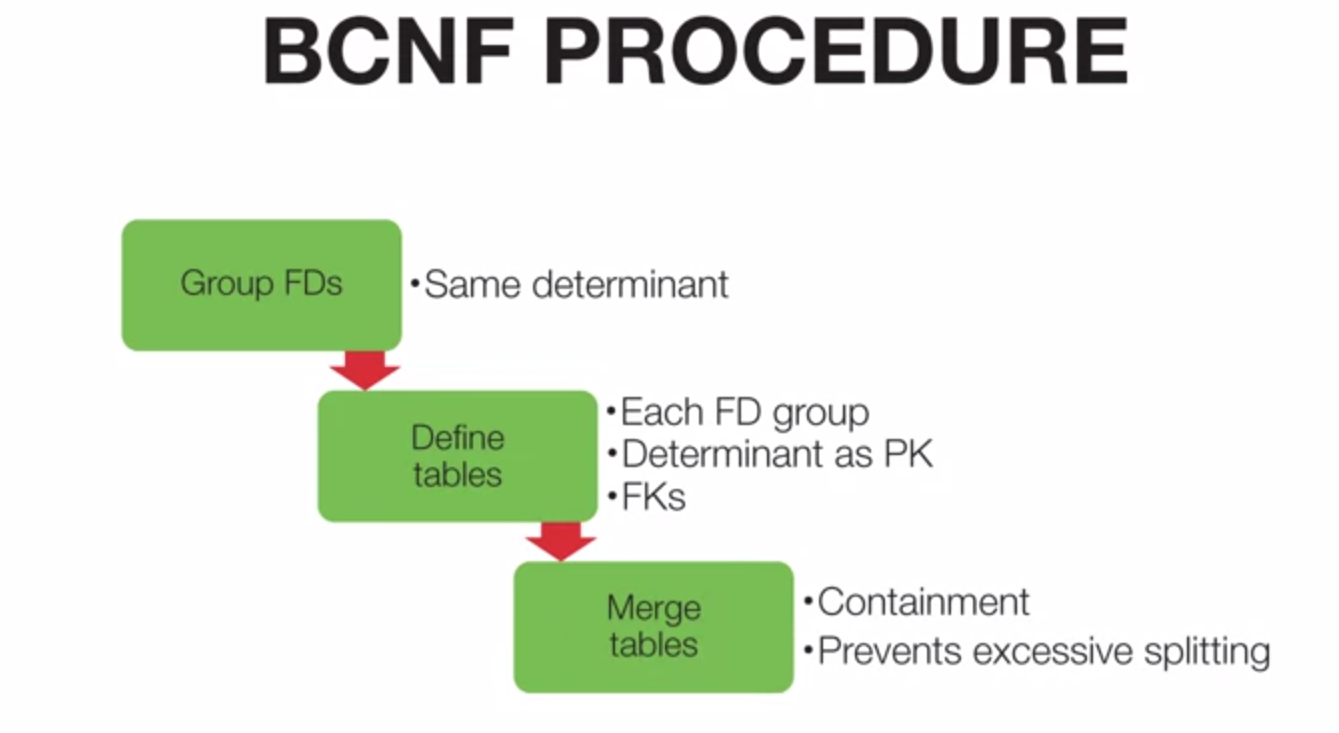 BCNF PROCEDURE
Group FDs
•Same determinant
Define
tables
•Each FD group
•Determinant as PK
•FKs
Merge
tables
•Containment
•Prevents excessive splitting